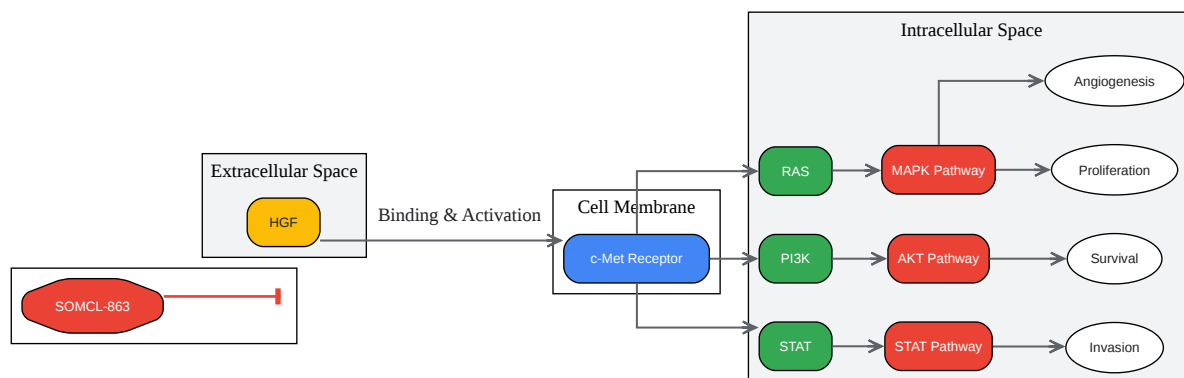 Intracellular Space
Angiogenesis
Extracellular Space
RAS
MAPK Pathway
Proliferation
HGF
Binding & Activation
Cell Membrane
c-Met Receptor
PI3K
AKT Pathway
Survival
SOMCL-863
STAT
STAT Pathway
Invasion